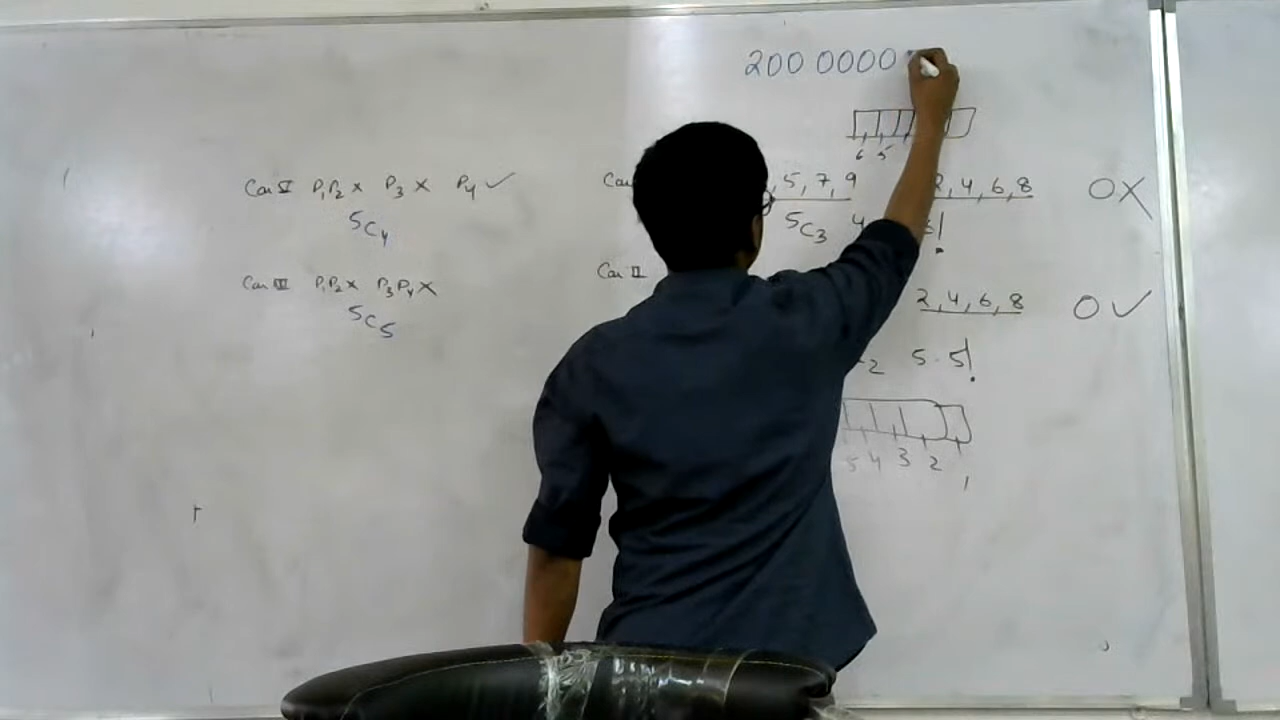 200 0000
6 5
Case II P₁P₂ × P₃ × P₄ ✓
⁵C₄
Case III P₁P₂ × P₃P₄ ×
⁵C₅
, 5, 7, 9 2, 4, 6, 8 0 ×
⁵C₃ 4 !
Case II 2, 4, 6, 8 0 ✓
2 5 · 5!
5 4 3 2 1